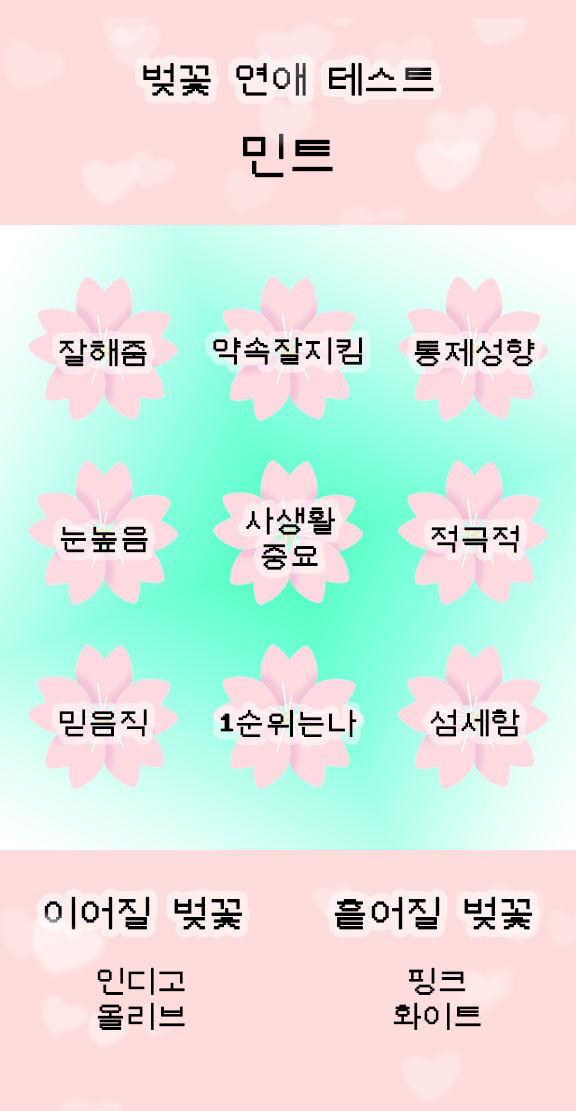 벚꽃 연애 테스트
민트
잘해줌
약속잘지킴
통제성향
눈높음
사생활
중요
적극적
믿음직
1순위는나
섬세함
이어질 벚꽃
흩어질 벚꽃
인디고
올리브
핑크
화이트